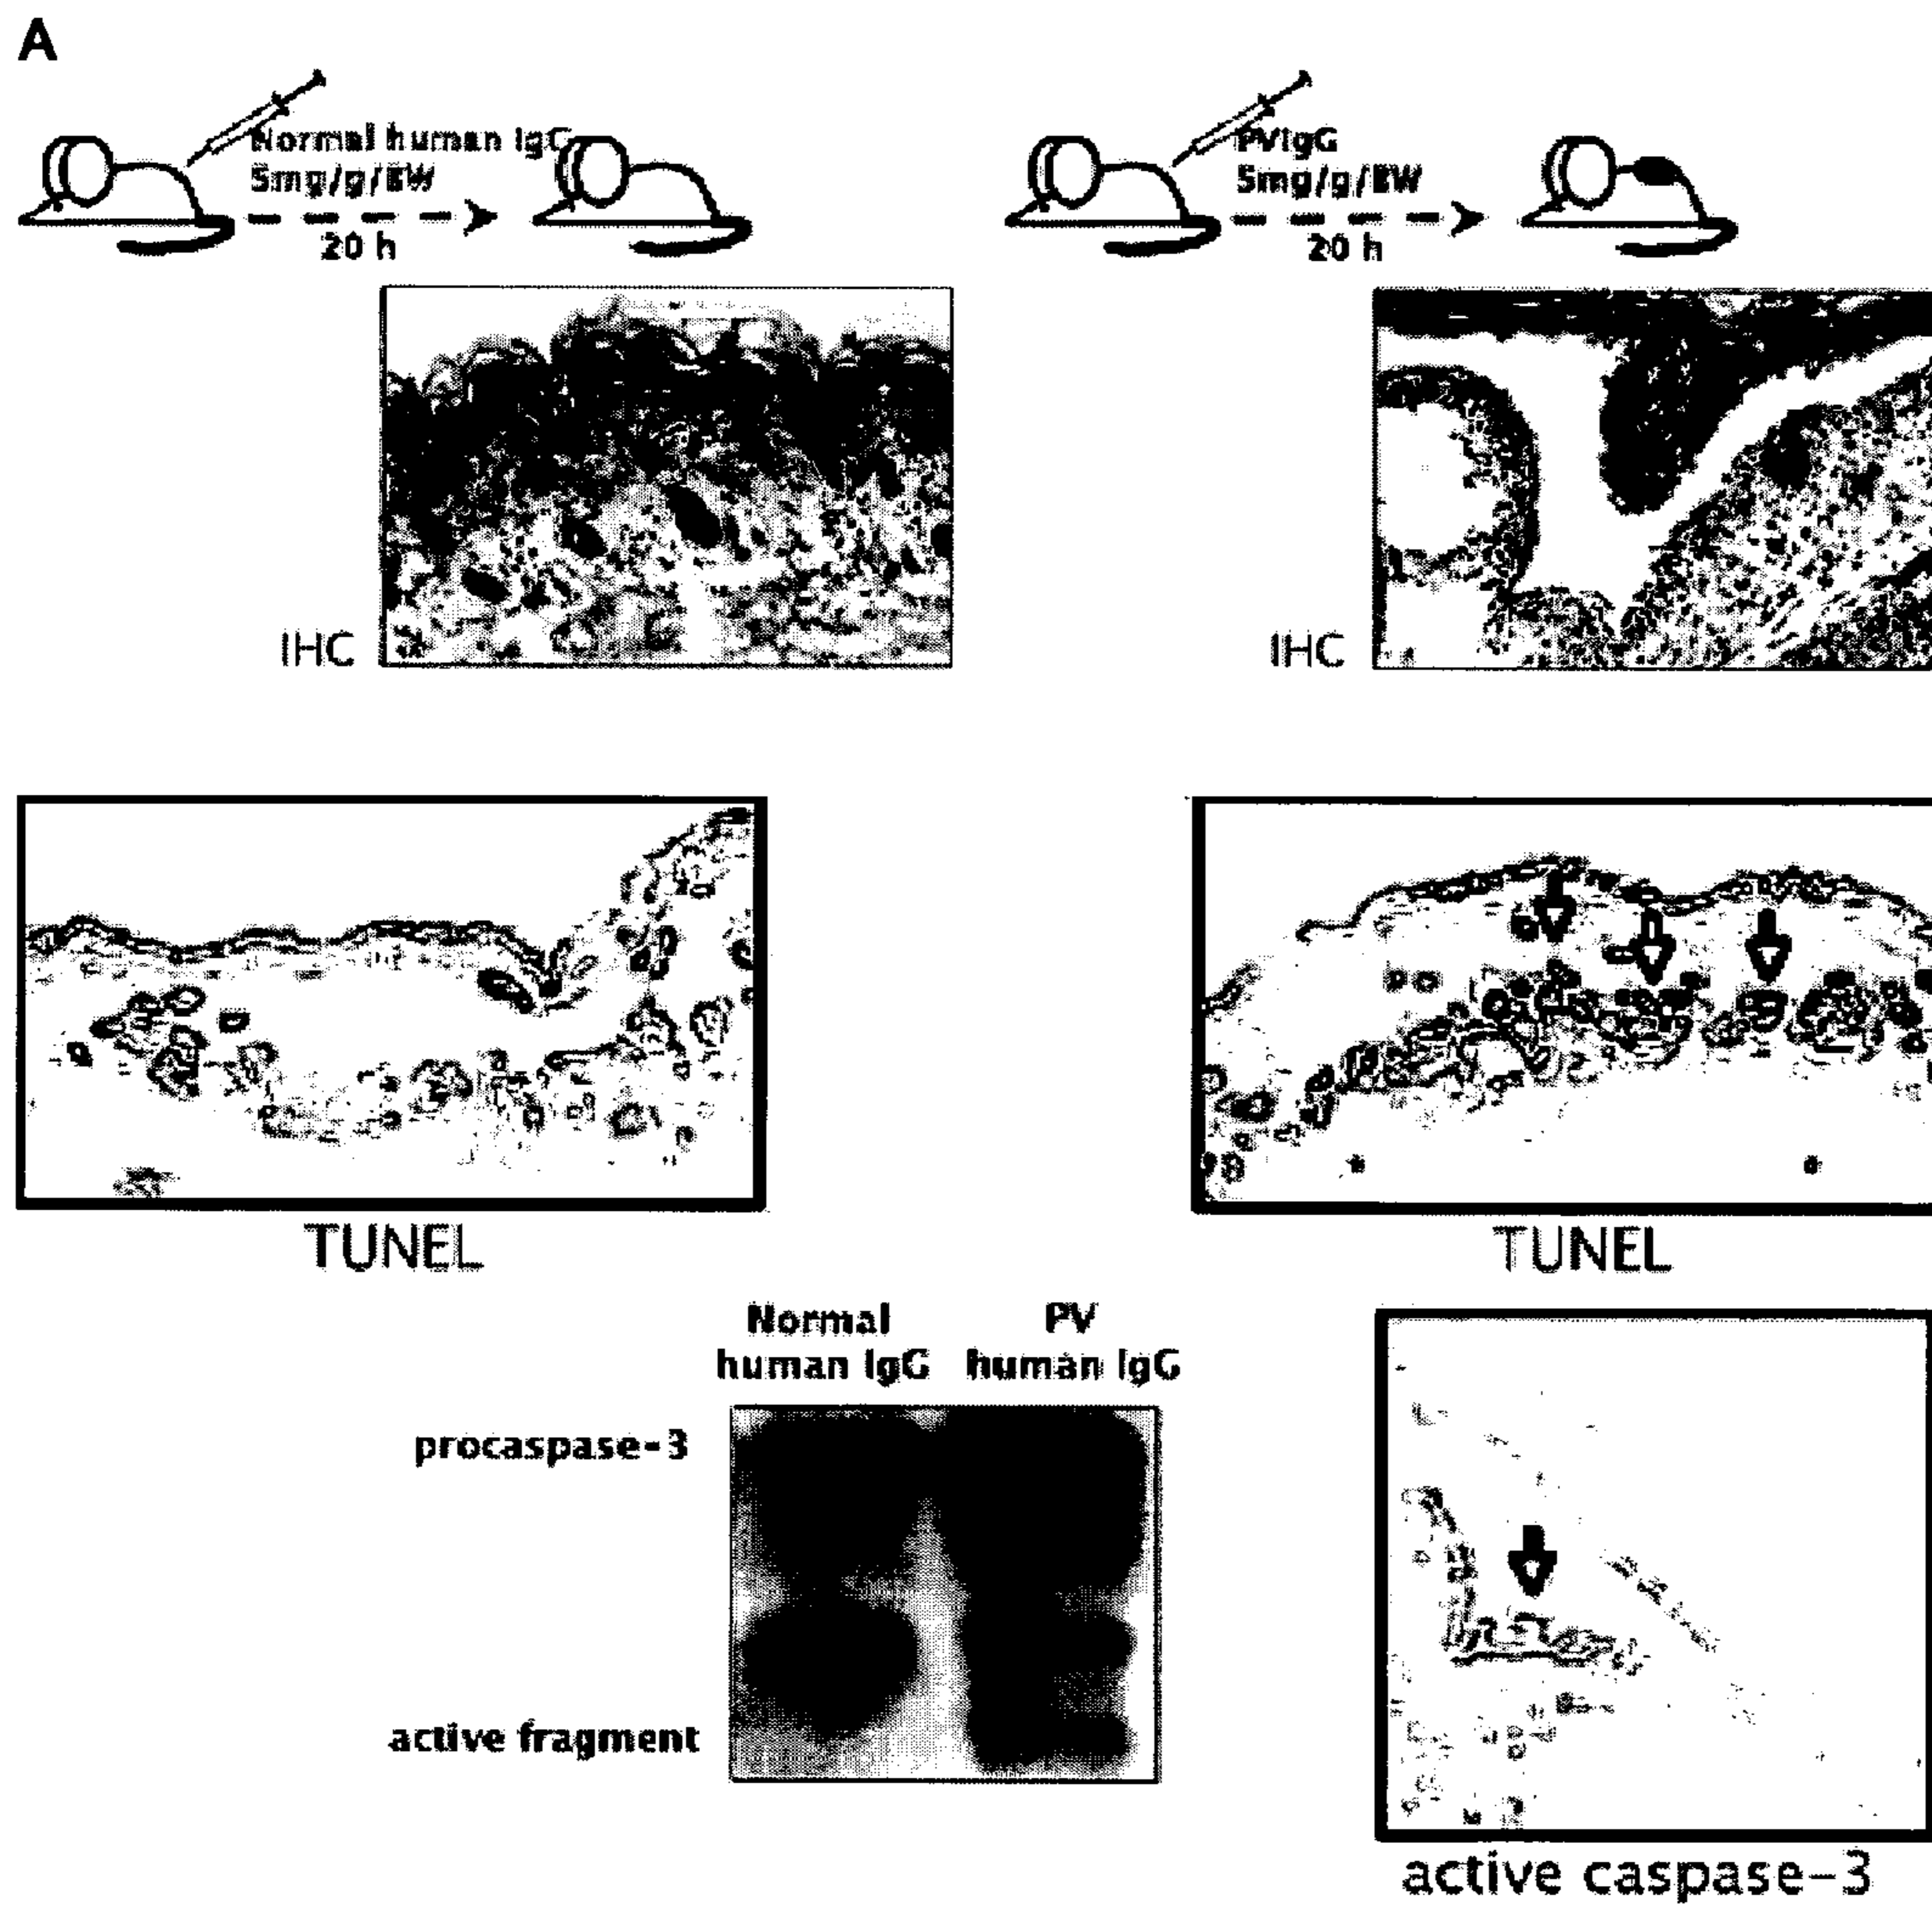 A
Normal human IgG
5mg/g/BW
20 h
PVIgG
5mg/g/BW
20 h
IHC
IHC
TUNEL
TUNEL
Normal
human IgG
PV
human IgG
procaspase-3
active fragment
active caspase-3